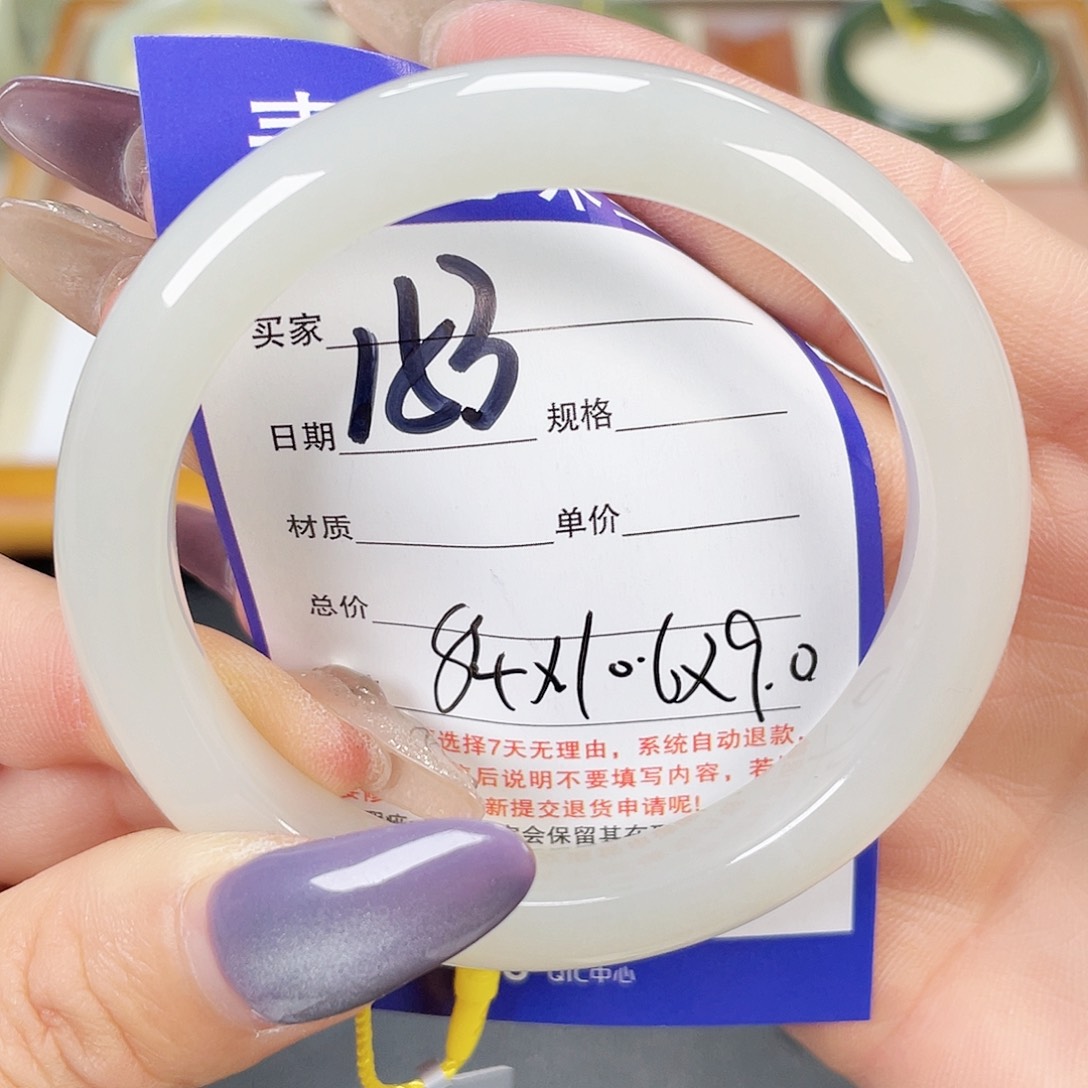 买家
183
日期 规格
材质 单价
总价
84x10.6x9.0
选择7天无理由，系统自动退款.
后说明不要填写内容，若
新提交退货申请呢!
会保留其
QIC中心